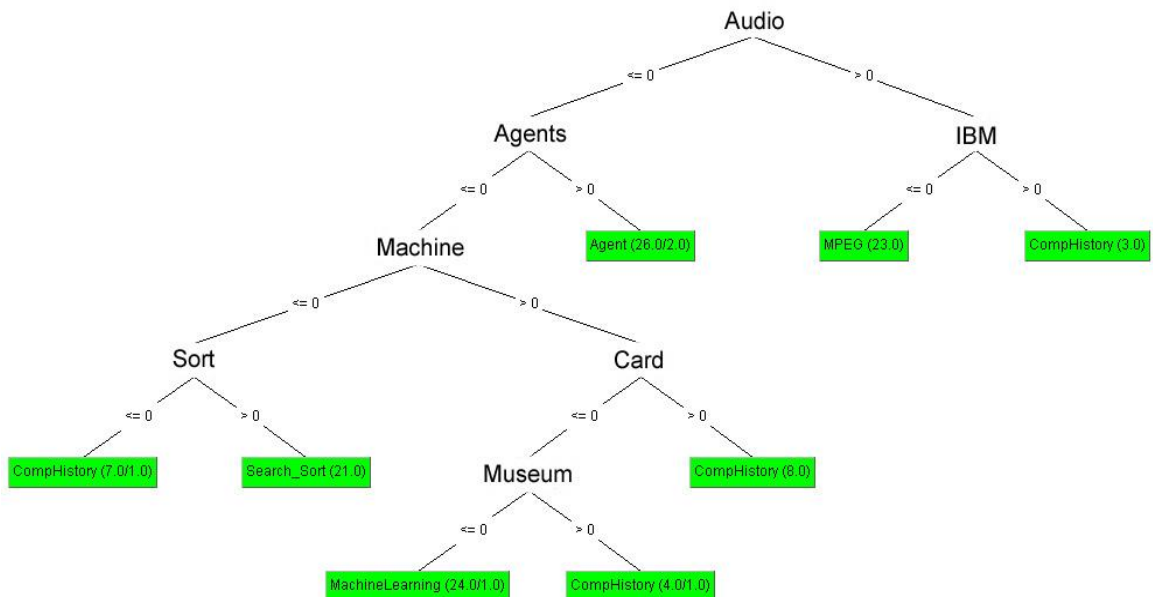 Audio
<= 0
> 0
Agents
IBM
<= 0
> 0
<= 0
> 0
Machine
Agent (26.0/2.0)
MPEG (23.0)
CompHistory (3.0)
<= 0
> 0
Sort
Card
<= 0
> 0
<= 0
> 0
CompHistory (7.0/1.0)
Search_Sort (21.0)
Museum
CompHistory (8.0)
<= 0
> 0
MachineLearning (24.0/1.0)
CompHistory (4.0/1.0)